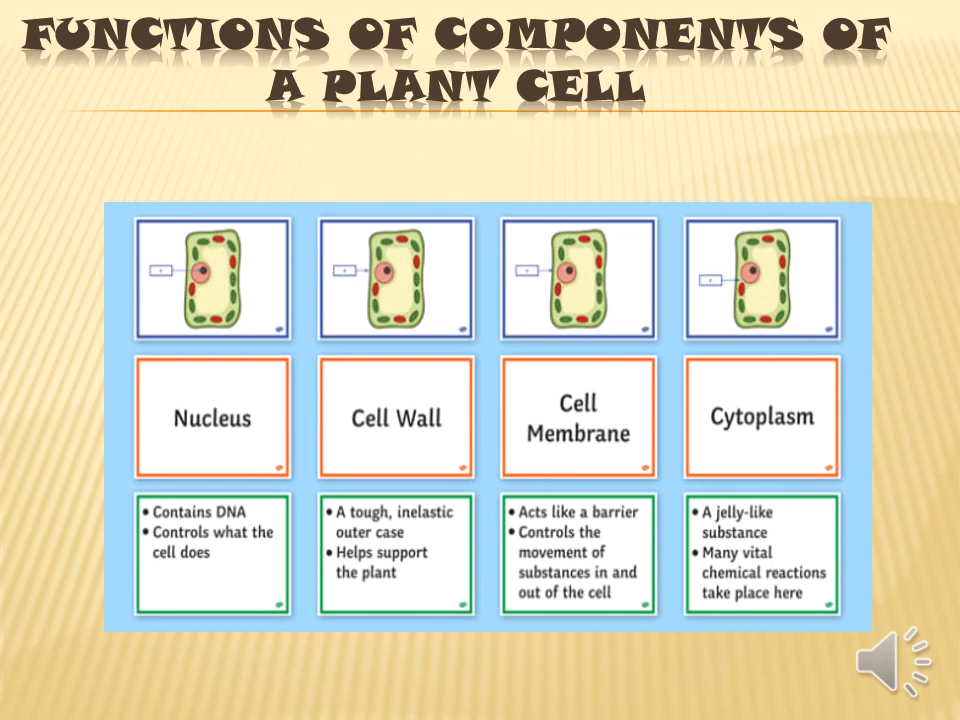 FUNCTIONS OF COMPONENTS OF
A PLANT CELL
Nucleus
Cell Wall
Cell
Membrane
Cytoplasm
• Contains DNA
• Controls what the
cell does
• A tough, inelastic
outer case
• Helps support
the plant
• Acts like a barrier
• Controls the
movement of
substances in and
out of the cell
• A jelly-like
substance
• Many vital
chemical reactions
take place here